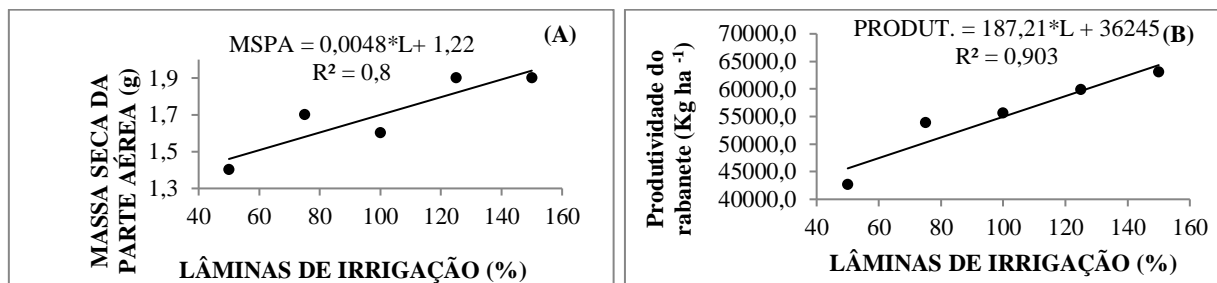 (A)
MSPA = 0,0048*L+ 1,22
R² = 0,8
MASSA SECA DA
PARTE AÉREA (g)
1,9
1,7
1,5
1,3
40 60 80 100 120 140 160
LÂMINAS DE IRRIGAÇÃO (%)
(B)
PRODUT. = 187,21*L + 36245
R² = 0,903
Produtividade do
rabanete (Kg ha ⁻¹)
70000,0
65000,0
60000,0
55000,0
50000,0
45000,0
40000,0
40 60 80 100 120 140 160
LÂMINAS DE IRRIGAÇÃO (%)